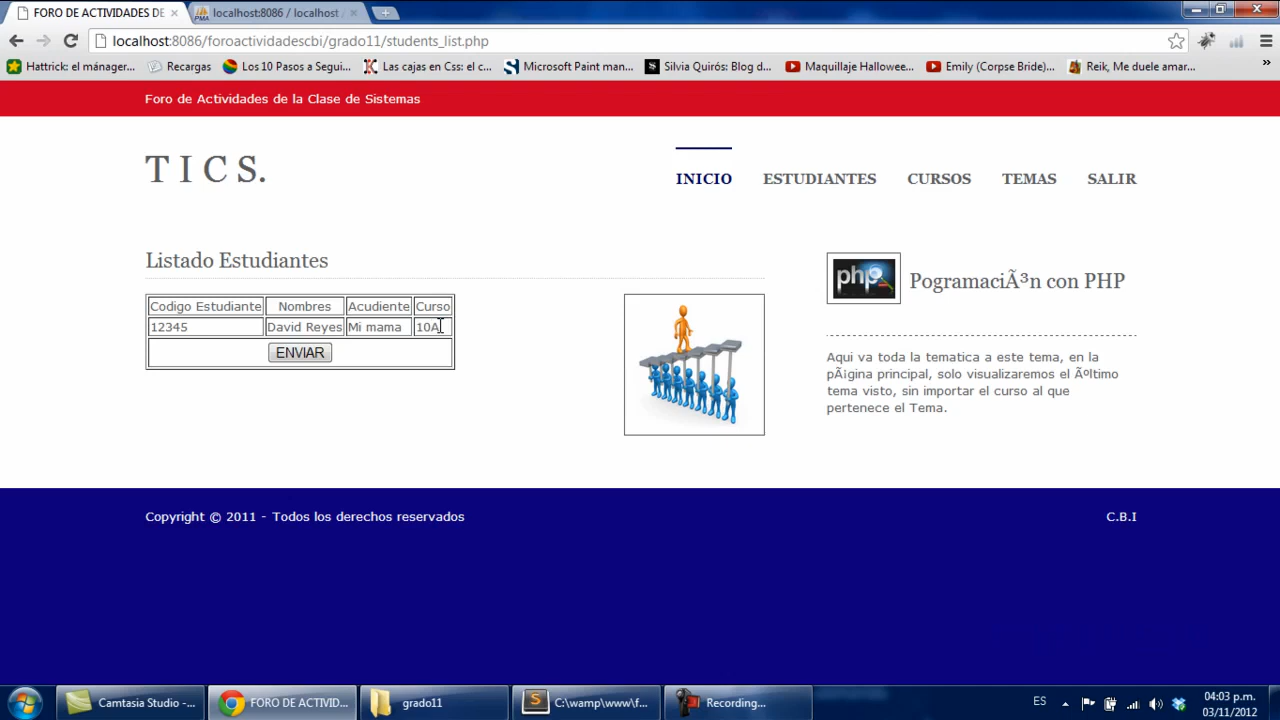 FORO DE ACTIVIDADES DE
localhost:8086 / localhost
localhost:8086/foroactividadescbi/grado11/students_list.php
Hattrick: el mánager...
Recargas
Los 10 Pasos a Segui...
Las cajas en Css: el c...
Microsoft Paint man...
Silvia Quirós: Blog d...
Maquillaje Hallowee...
Emily (Corpse Bride)...
Reik, Me duele amar...
Foro de Actividades de la Clase de Sistemas
T I C S.
INICIO
ESTUDIANTES
CURSOS
TEMAS
SALIR
Listado Estudiantes
Codigo Estudiante Nombres Acudiente Curso
12345 David Reyes Mi mama 10A
ENVIAR
php
PogramaciÃ³n con PHP
Aqui va toda la tematica a este tema, en la
pÃ¡gina principal, solo visualizaremos el Ãºltimo
tema visto, sin importar el curso al que
pertenece el Tema.
Copyright © 2011 - Todos los derechos reservados
C.B.I
Camtasia Studio -...
FORO DE ACTIVID...
grado11
C:\wamp\www\f...
Recording...
ES
04:03 p.m.
03/11/2012